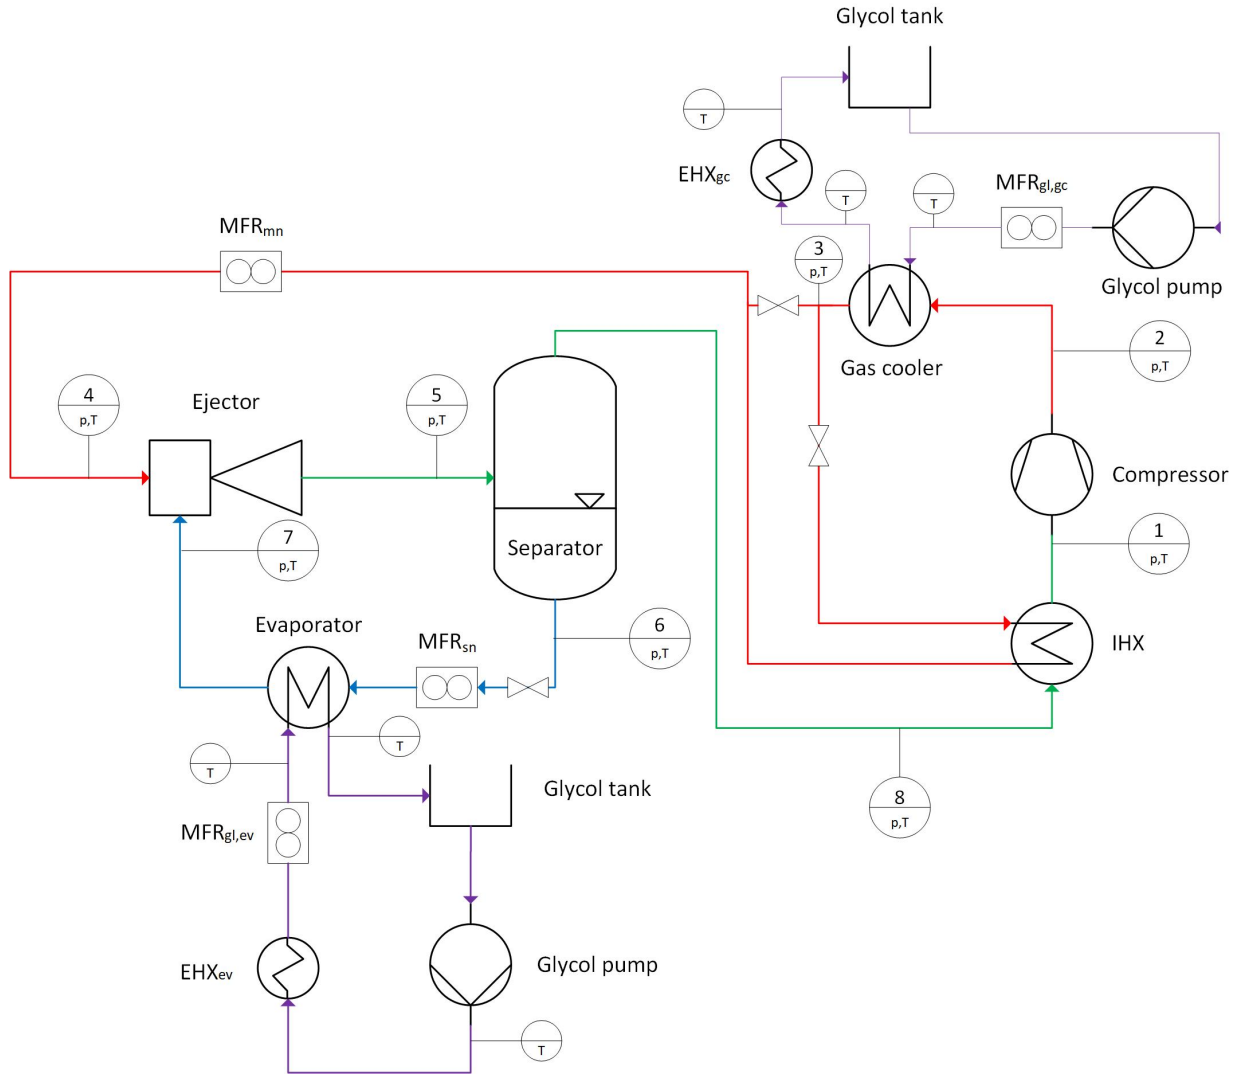 Glycol tank
T
EHXgc
T
T
MFRgl,gc
MFRmn
3
p,T
Glycol pump
2
p,T
Gas cooler
4
p,T
Ejector
5
p,T
Compressor
7
p,T
Separator
1
p,T
Evaporator
MFRsn
6
p,T
IHX
T
T
Glycol tank
8
p,T
MFRgl,ev
EHXev
Glycol pump
T